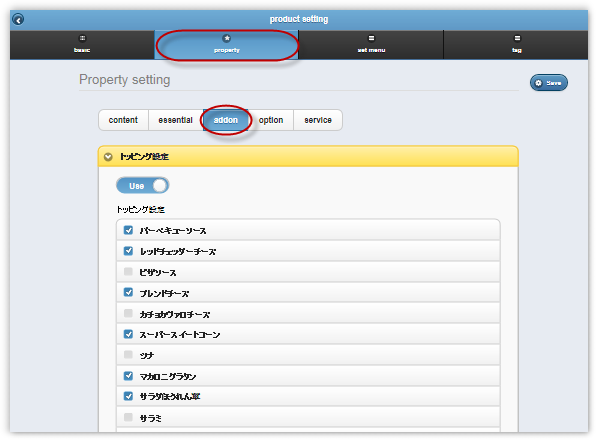 product setting
basic
property
set menu
tag
Property setting
Save
content
essential
addon
option
service
トッピング設定
Use
トッピング設定
バーベキューソース
レッドチェッダーチーズ
ピザソース
ブレンドチーズ
カチョカヴァロチーズ
スーパースイートコーン
ツナ
マカロニグラタン
サラダほうれん草
サラミ